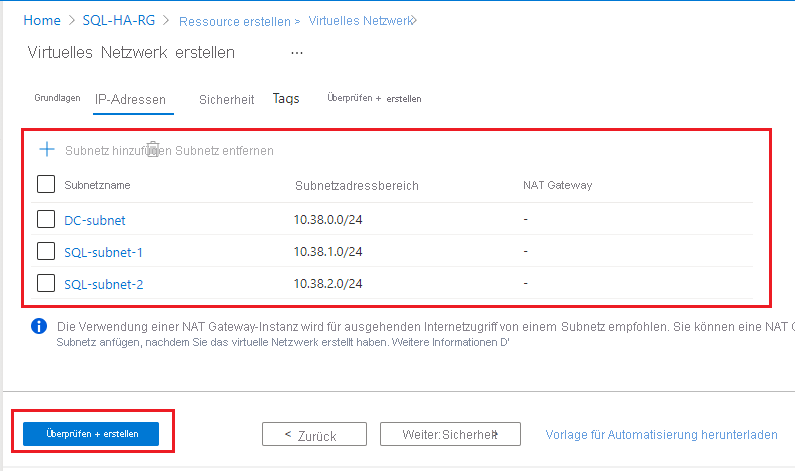 Home > SQL-HA-RG > Ressource erstellen > Virtuelles Netzwerk>
Virtuelles Netzwerk erstellen ...
Grundlagen IP-Adressen Sicherheit Tags Überprüfen + erstellen
+ Subnetz hinzufügen Subnetz entfernen
Subnetzname Subnetzadressbereich NAT Gateway
DC-subnet 10.38.0.0/24 -
SQL-subnet-1 10.38.1.0/24 -
SQL-subnet-2 10.38.2.0/24 -
Die Verwendung einer NAT Gateway-Instanz wird für ausgehenden Internetzugriff von einem Subnetz empfohlen. Sie können eine NAT G
Subnetz anfügen, nachdem Sie das virtuelle Netzwerk erstellt haben. Weitere Informationen D'
Überprüfen + erstellen < Zurück Weiter: Sicherheit > Vorlage für Automatisierung herunterladen